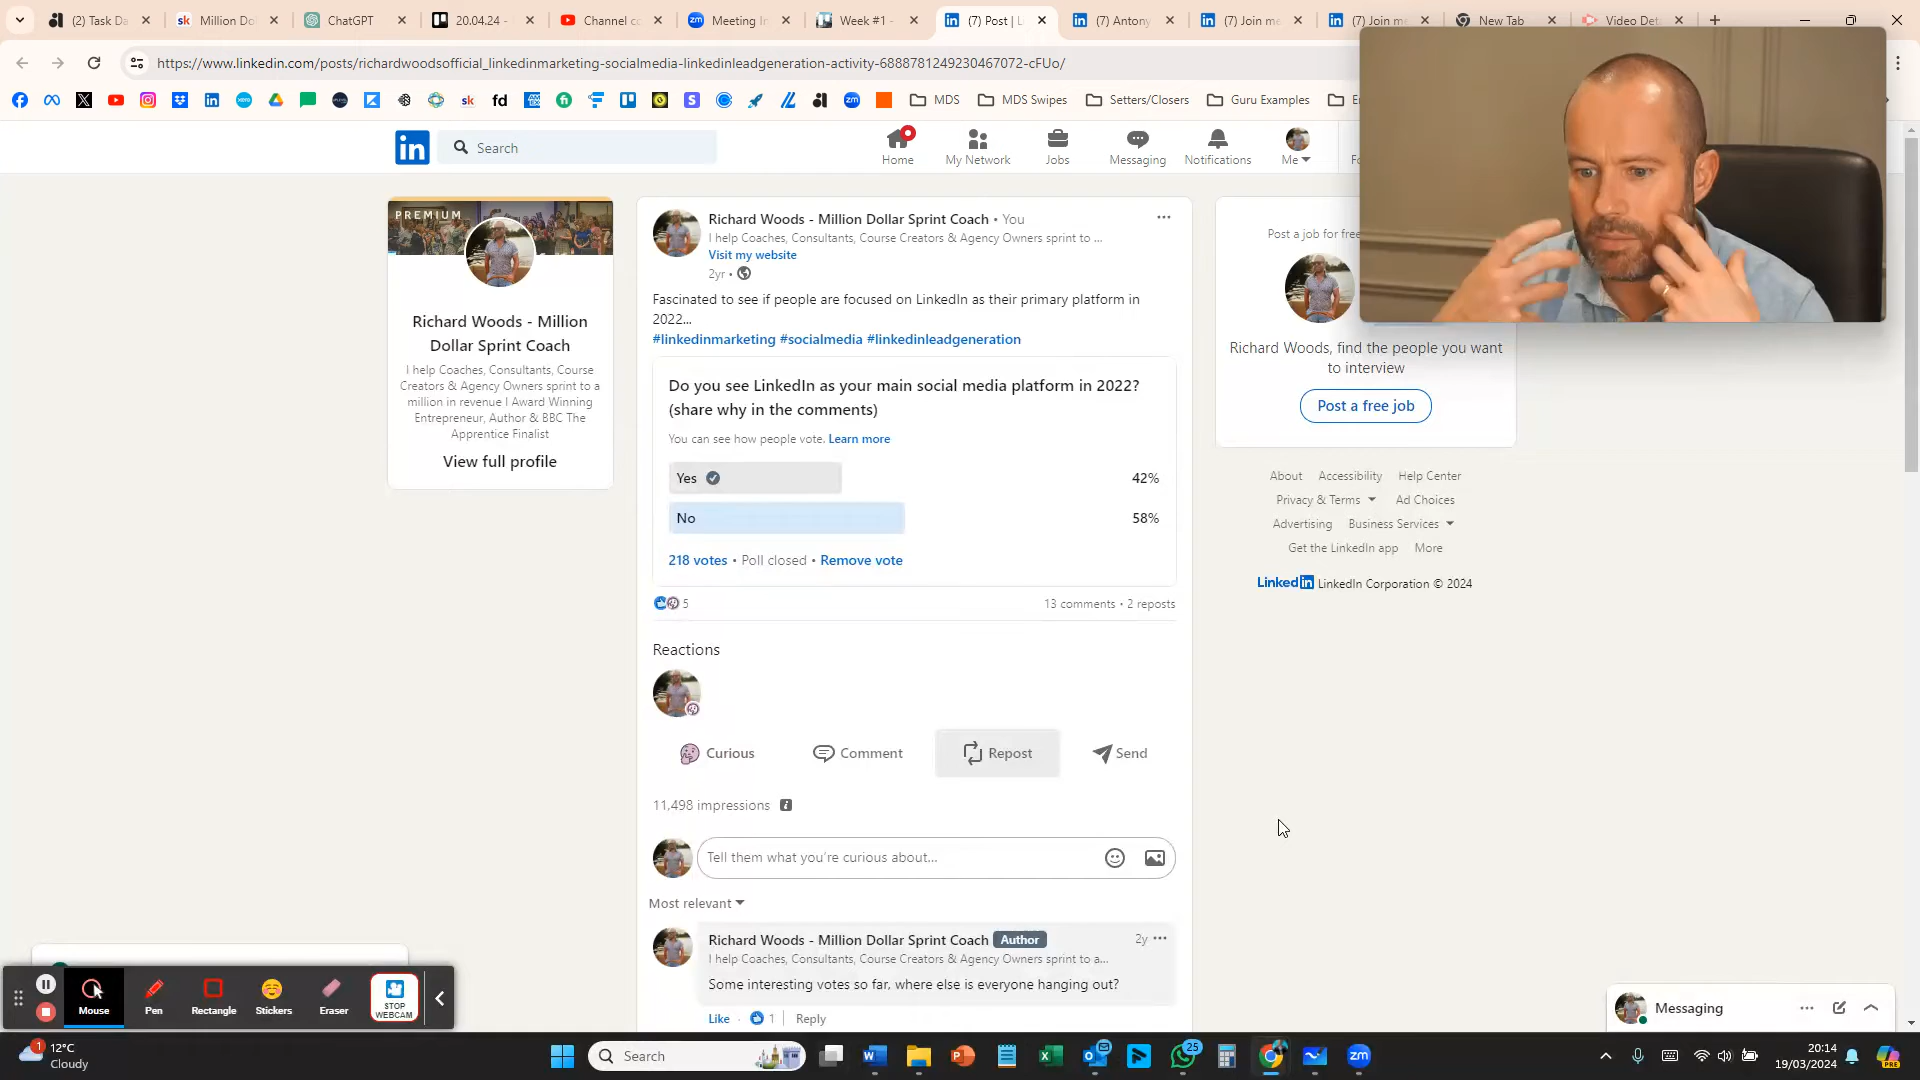 (2) Task Da
Million Do
ChatGPT
20.04.24 -
Channel co
Meeting In
Week #1 -
(7) Post | L
(7) Antony
(7) Join me
(7) Join me
New Tab
Video Det
https://www.linkedin.com/posts/richardwoodsofficial_linkedinmarketing-socialmedia-linkedinleadgeneration-activity-6888781249230467072-cFUo/
MDS
MDS Swipes
Setters/Closers
Guru Examples
Search
Home
My Network
Jobs
Messaging
Notifications
Me
PREMIUM
Richard Woods - Million
Dollar Sprint Coach
I help Coaches, Consultants, Course
Creators & Agency Owners sprint to a
million in revenue I Award Winning
Entrepreneur, Author & BBC The
Apprentice Finalist
View full profile
Richard Woods - Million Dollar Sprint Coach • You
I help Coaches, Consultants, Course Creators & Agency Owners sprint to ...
Visit my website
2yr •
Fascinated to see if people are focused on LinkedIn as their primary platform in
2022...
#linkedinmarketing #socialmedia #linkedinleadgeneration
Do you see LinkedIn as your main social media platform in 2022?
(share why in the comments)
You can see how people vote. Learn more
Yes 42%
No 58%
218 votes • Poll closed • Remove vote
5
13 comments • 2 reposts
Reactions
Curious
Comment
Repost
Send
11,498 impressions
Tell them what you're curious about...
Most relevant
Richard Woods - Million Dollar Sprint Coach Author 2y
I help Coaches, Consultants, Course Creators & Agency Owners sprint to a...
Some interesting votes so far, where else is everyone hanging out?
Like 1 Reply
Post a job for free
Richard Woods, find the people you want
to interview
Post a free job
About Accessibility Help Center
Privacy & Terms Ad Choices
Advertising Business Services
Get the LinkedIn app More
LinkedIn LinkedIn Corporation © 2024
Messaging
Mouse
Pen
Rectangle
Stickers
Eraser
STOP
WEBCAM
1
12°C
Cloudy
Search
25
20:14
19/03/2024